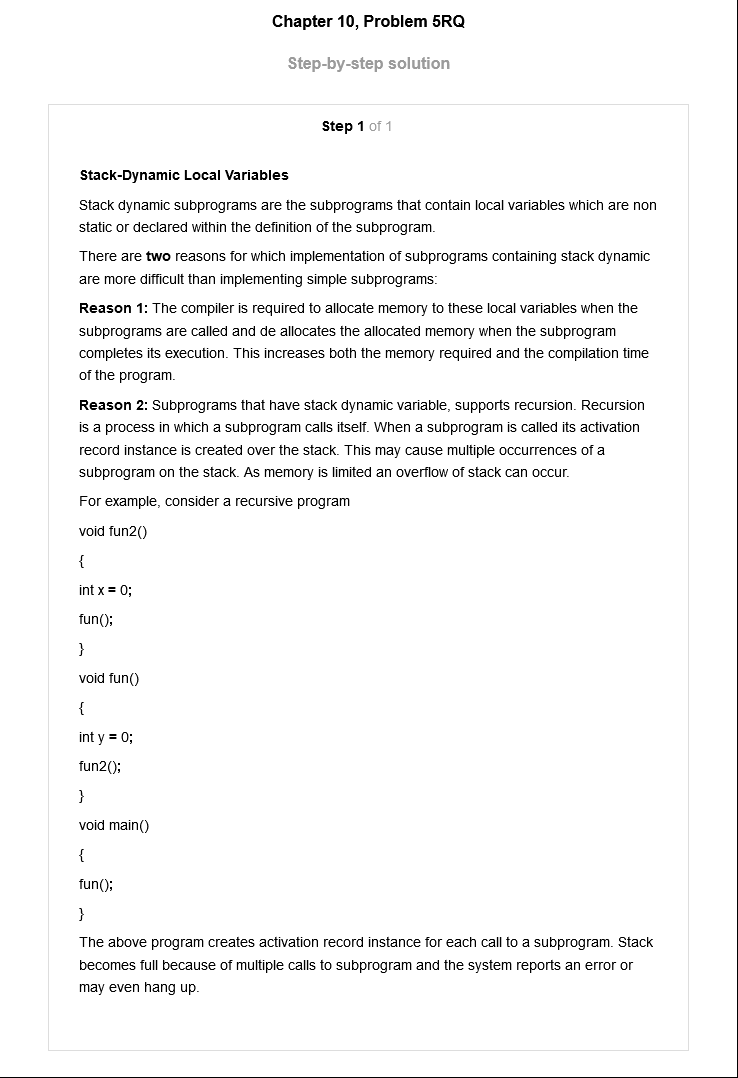 Chapter 10, Problem 5RQ
Step-by-step solution
Step 1 of 1
Stack-Dynamic Local Variables
Stack dynamic subprograms are the subprograms that contain local variables which are non
static or declared within the definition of the subprogram.
There are two reasons for which implementation of subprograms containing stack dynamic
are more difficult than implementing simple subprograms:
Reason 1: The compiler is required to allocate memory to these local variables when the
subprograms are called and de allocates the allocated memory when the subprogram
completes its execution. This increases both the memory required and the compilation time
of the program.
Reason 2: Subprograms that have stack dynamic variable, supports recursion. Recursion
is a process in which a subprogram calls itself. When a subprogram is called its activation
record instance is created over the stack. This may cause multiple occurrences of a
subprogram on the stack. As memory is limited an overflow of stack can occur.
For example, consider a recursive program
void fun2()
{
int x = 0;
fun();
}
void fun()
{
int y = 0;
fun2();
}
void main()
{
fun();
}
The above program creates activation record instance for each call to a subprogram. Stack
becomes full because of multiple calls to subprogram and the system reports an error or
may even hang up.